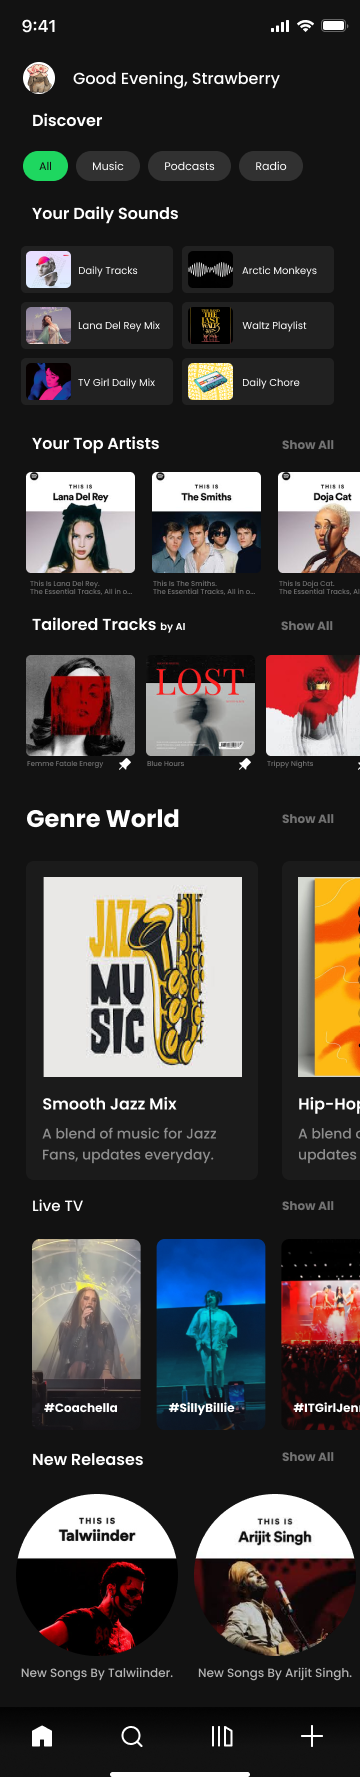 9:41
Good Evening, Strawberry
Discover
All Music Podcasts Radio
Your Daily Sounds
Daily Tracks
Arctic Monkeys
Lana Del Rey Mix
THE LAST WALTZ
Waltz Playlist
TV Girl Daily Mix
Daily Chore
Your Top Artists
Show All
THIS IS
Lana Del Rey
THIS IS
The Smiths
THIS IS
Doja Cat
This Is Lana Del Rey.
The Essential Tracks, All in o...
This Is The Smiths.
The Essential Tracks, All in o...
This is Doja Cat.
The Essential Tracks, Al
Tailored Tracks by AI
Show All
LOST
Femme Fatale Energy
Blue Hours
Trippy Nights
Genre World
Show All
JAZZ
MU
SIC
Smooth Jazz Mix
A blend of music for Jazz
Fans, updates everyday.
Hip-Hop
A blend o
updates
Live TV
Show All
#Coachella
#SillyBillie
#ITGirlJenn
New Releases
Show All
THIS IS
Talwiinder
THIS IS
Arijit Singh
New Songs By Talwiinder.
New Songs By Arijit Singh.